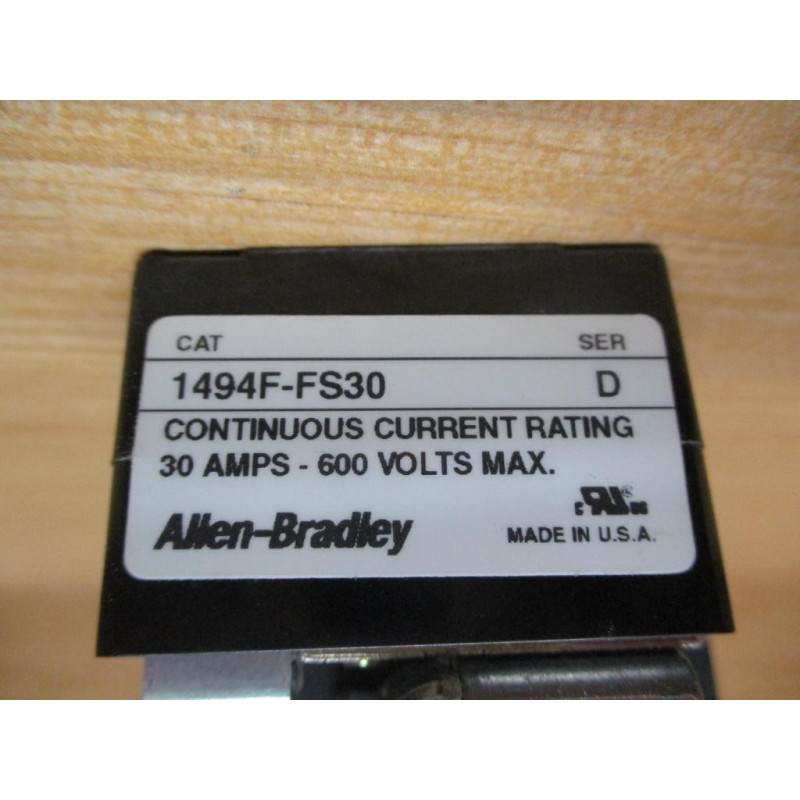 CAT SER
1494F-FS30 D
CONTINUOUS CURRENT RATING
30 AMPS - 600 VOLTS MAX.
Allen-Bradley
MADE IN U.S.A.